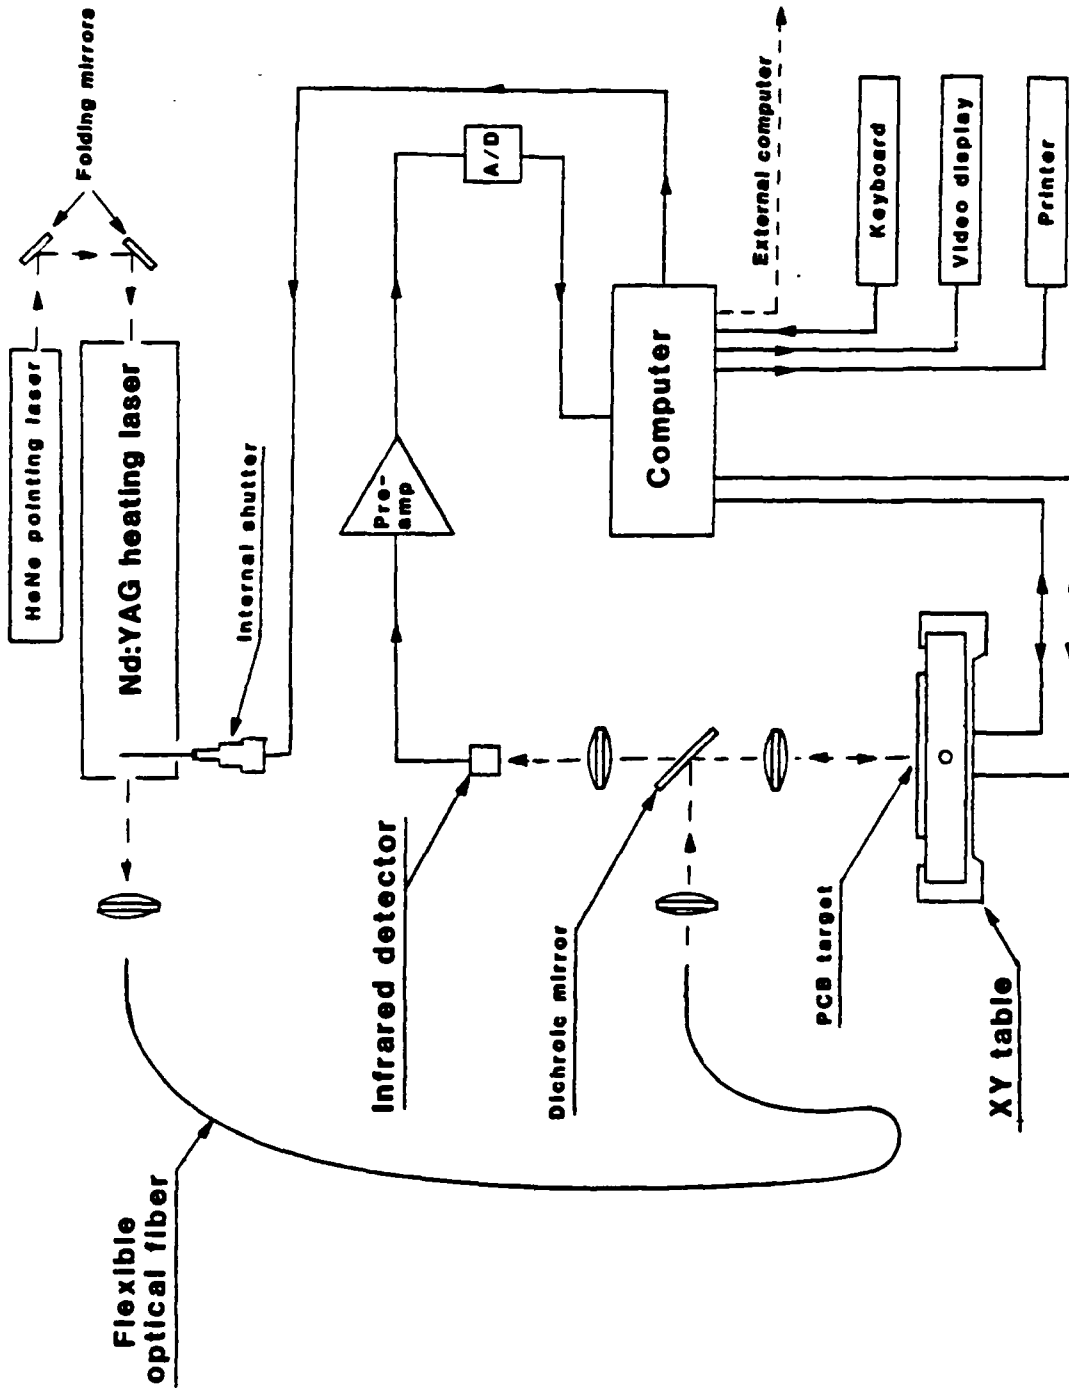 Flexible
optical fiber
HeNe pointing laser
Folding mirrors
Nd:YAG heating laser
Internal shutter
Infrared detector
Pre-
amp
A/D
Dichroic mirror
Computer
External computer
PCB target
XY table
Keyboard
Video display
Printer